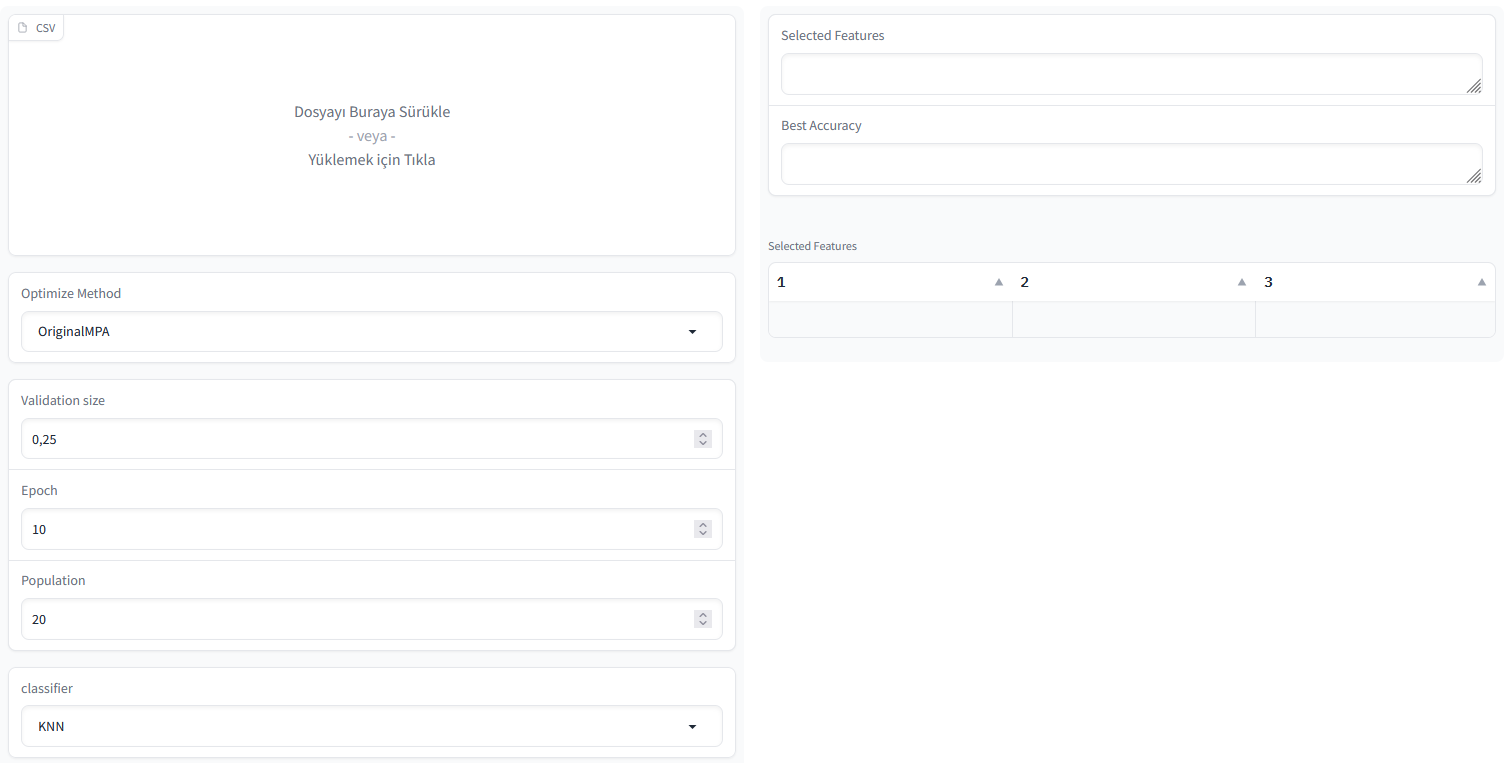 CSV
Dosyayı Buraya Sürükle
- veya -
Yüklemek için Tıkla
Optimize Method
OriginalMPA
Validation size
0,25
Epoch
10
Population
20
classifier
KNN
Selected Features
Best Accuracy
Selected Features
1 2 3